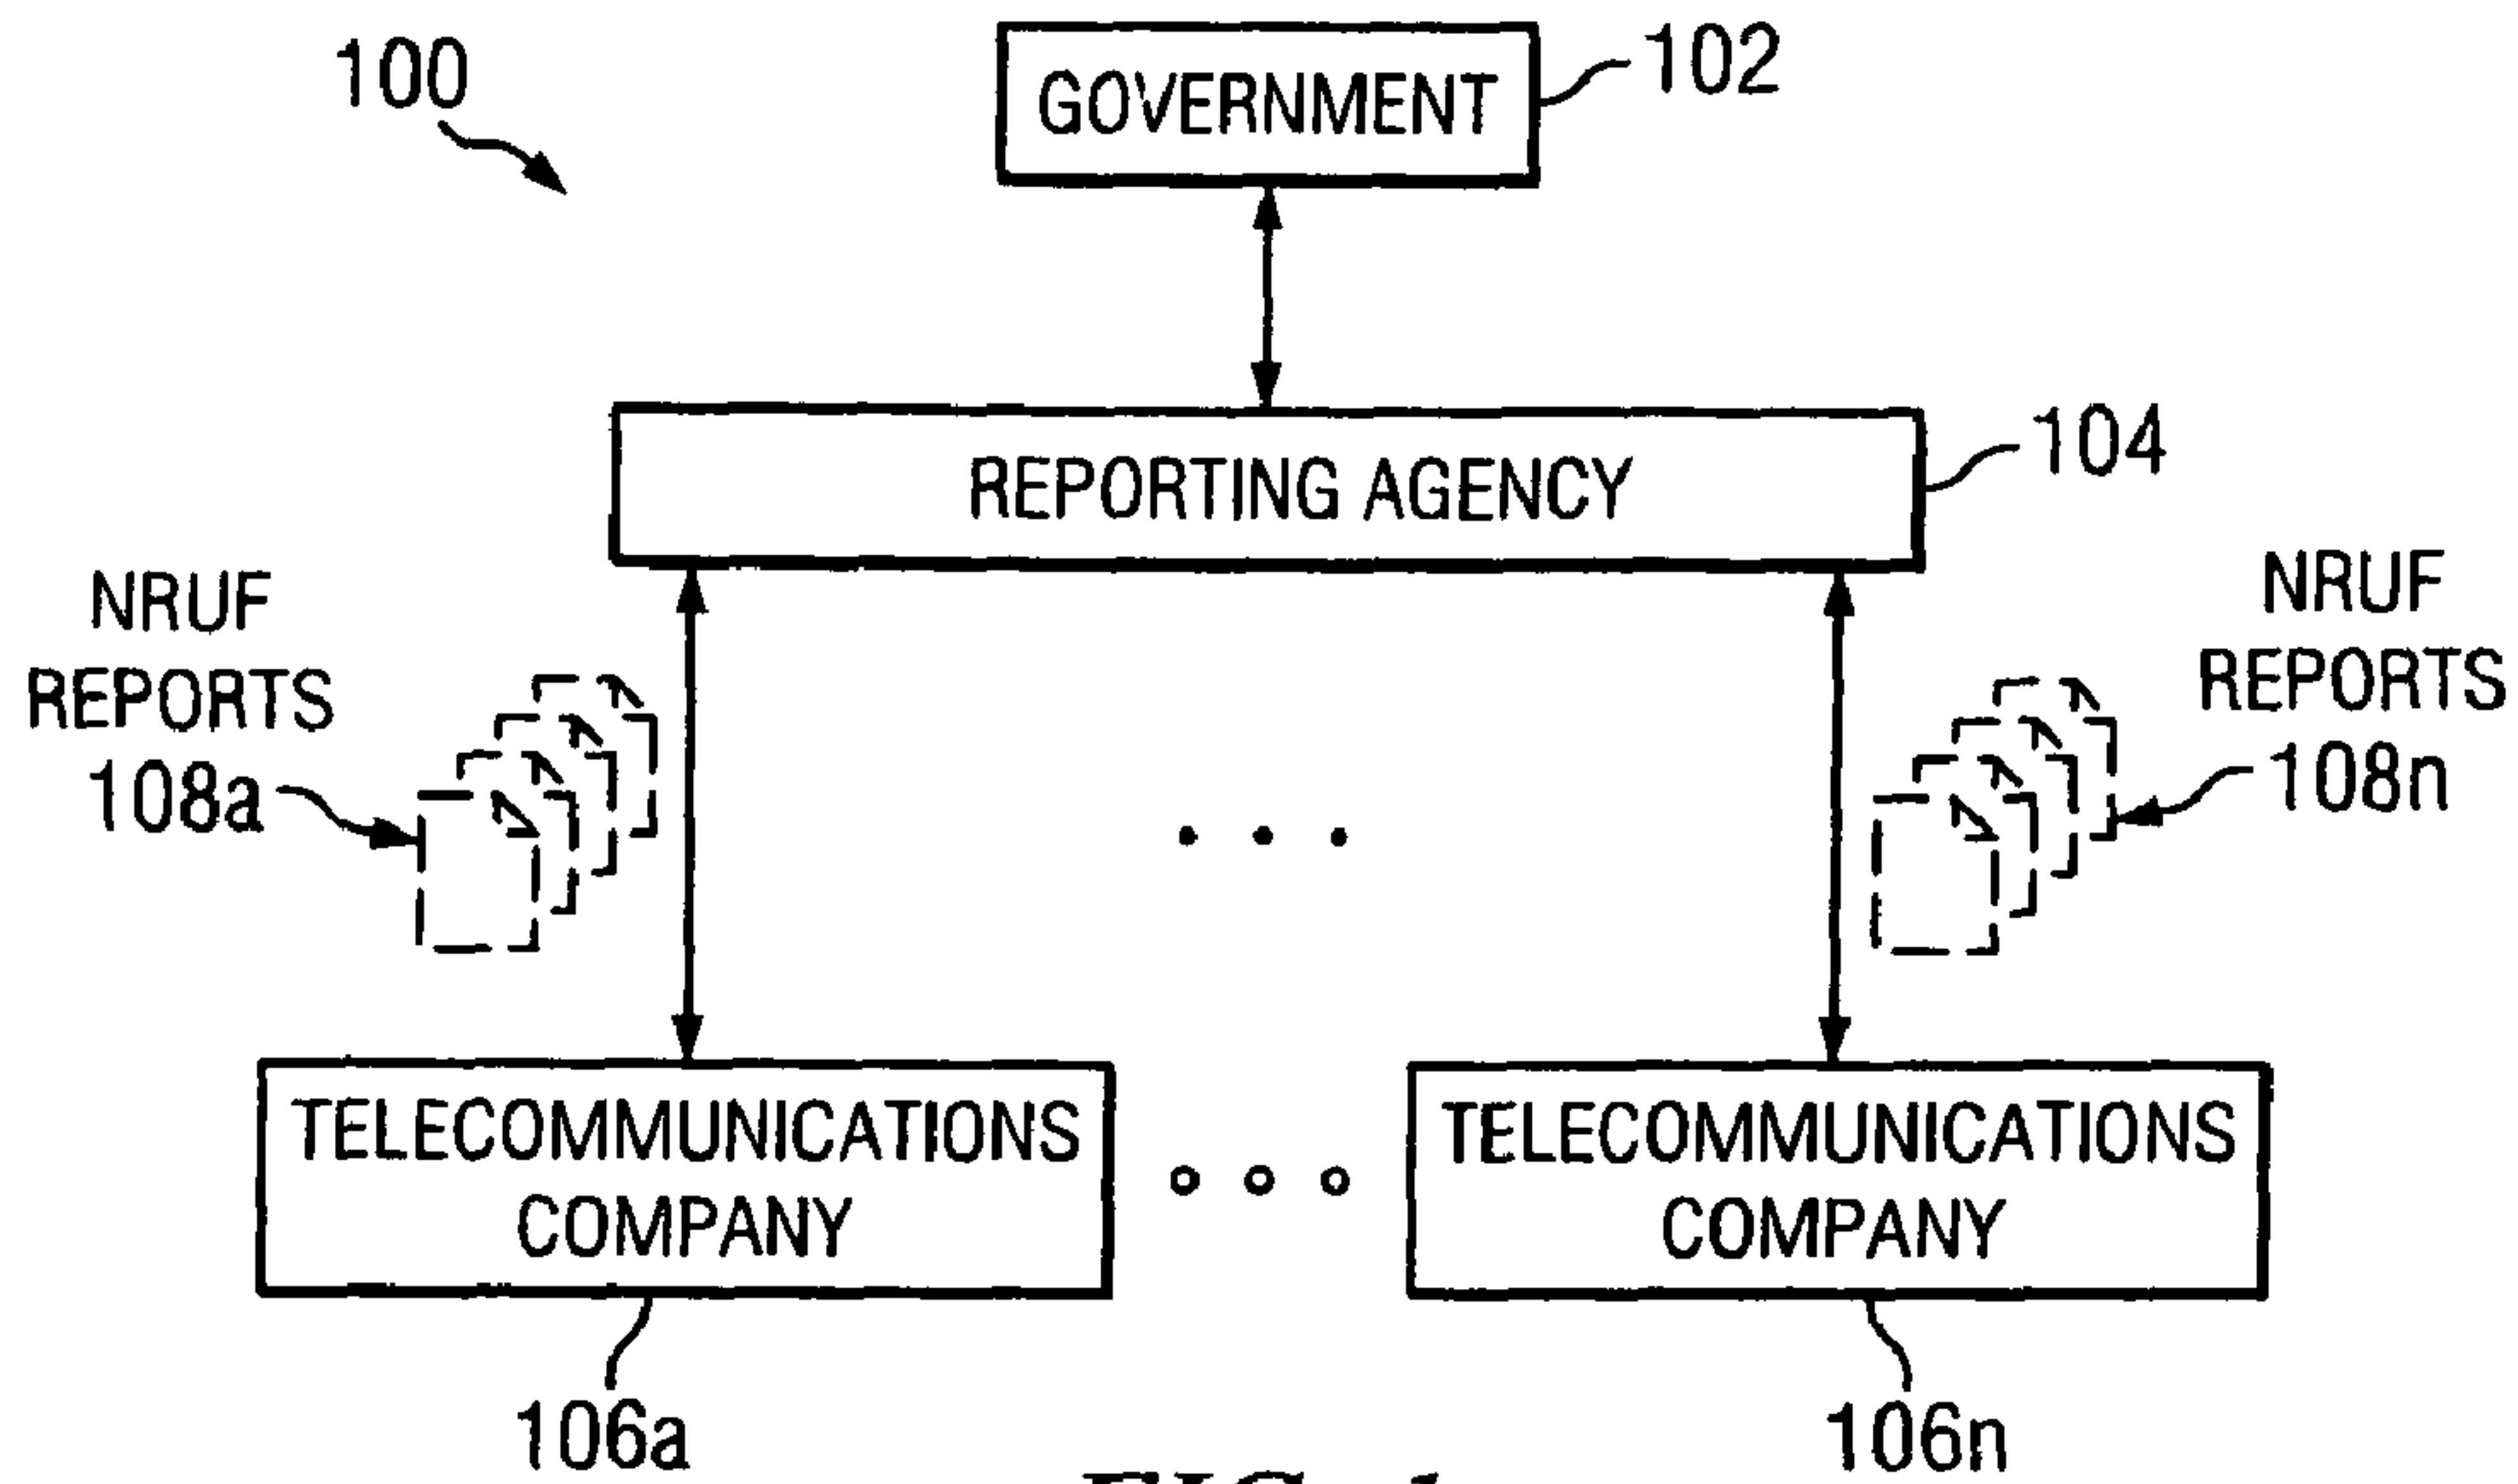 100
GOVERNMENT
102
REPORTING AGENCY
104
NRUF
REPORTS
108a
NRUF
REPORTS
108n
TELECOMMUNICATIONS
COMPANY
TELECOMMUNICATIONS
COMPANY
106a
106n